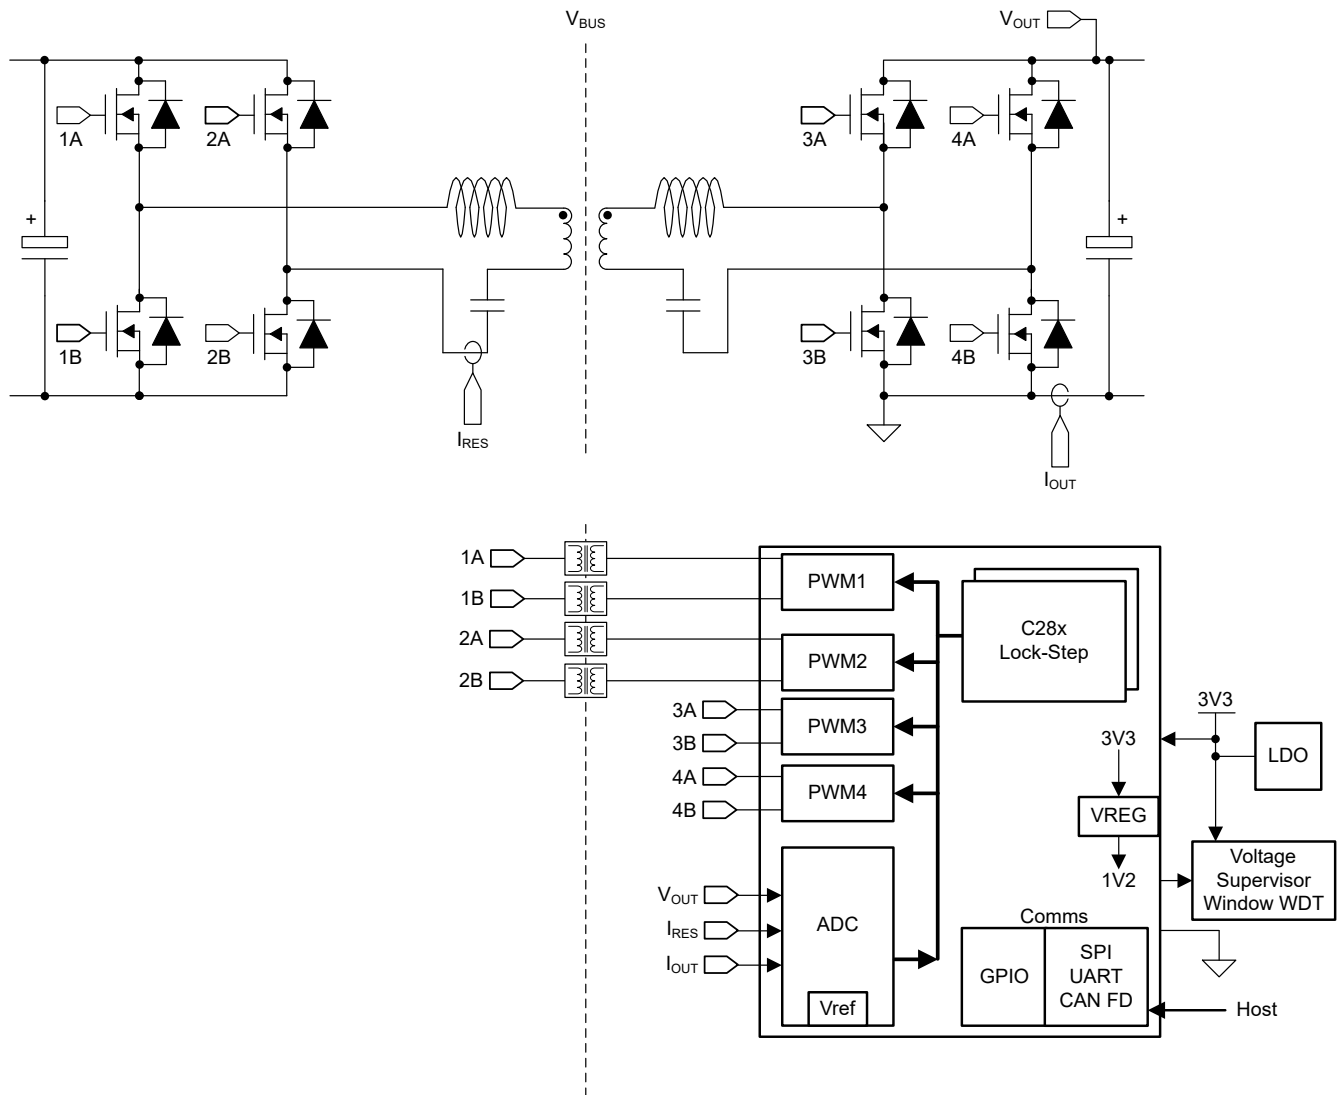 VBUS
VOUT
1A
2A
3A
4A
+
+
1B
2B
3B
4B
IRES
IOUT
1A
1B
2A
2B
3A
3B
4A
4B
PWM1
PWM2
PWM3
PWM4
C28x
Lock-Step
3V3
LDO
3V3
VREG
1V2
Voltage
Supervisor
Window WDT
VOUT
IRES
IOUT
ADC
Vref
Comms
GPIO
SPI
UART
CAN FD
Host